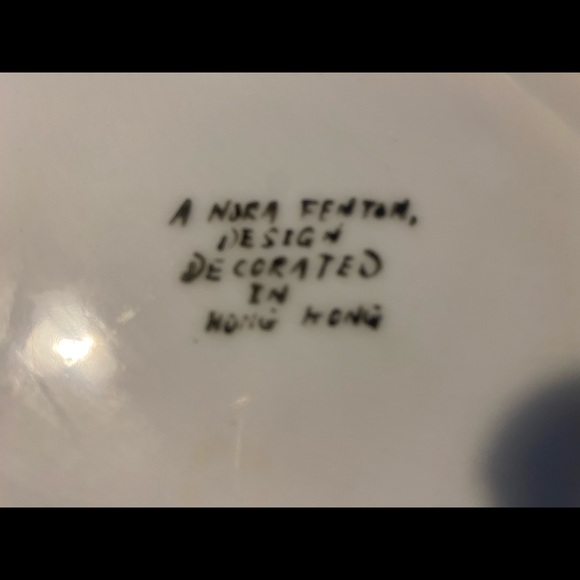 A NORA FENTON,
DESIGN
DECORATED
IN
HONG KONG